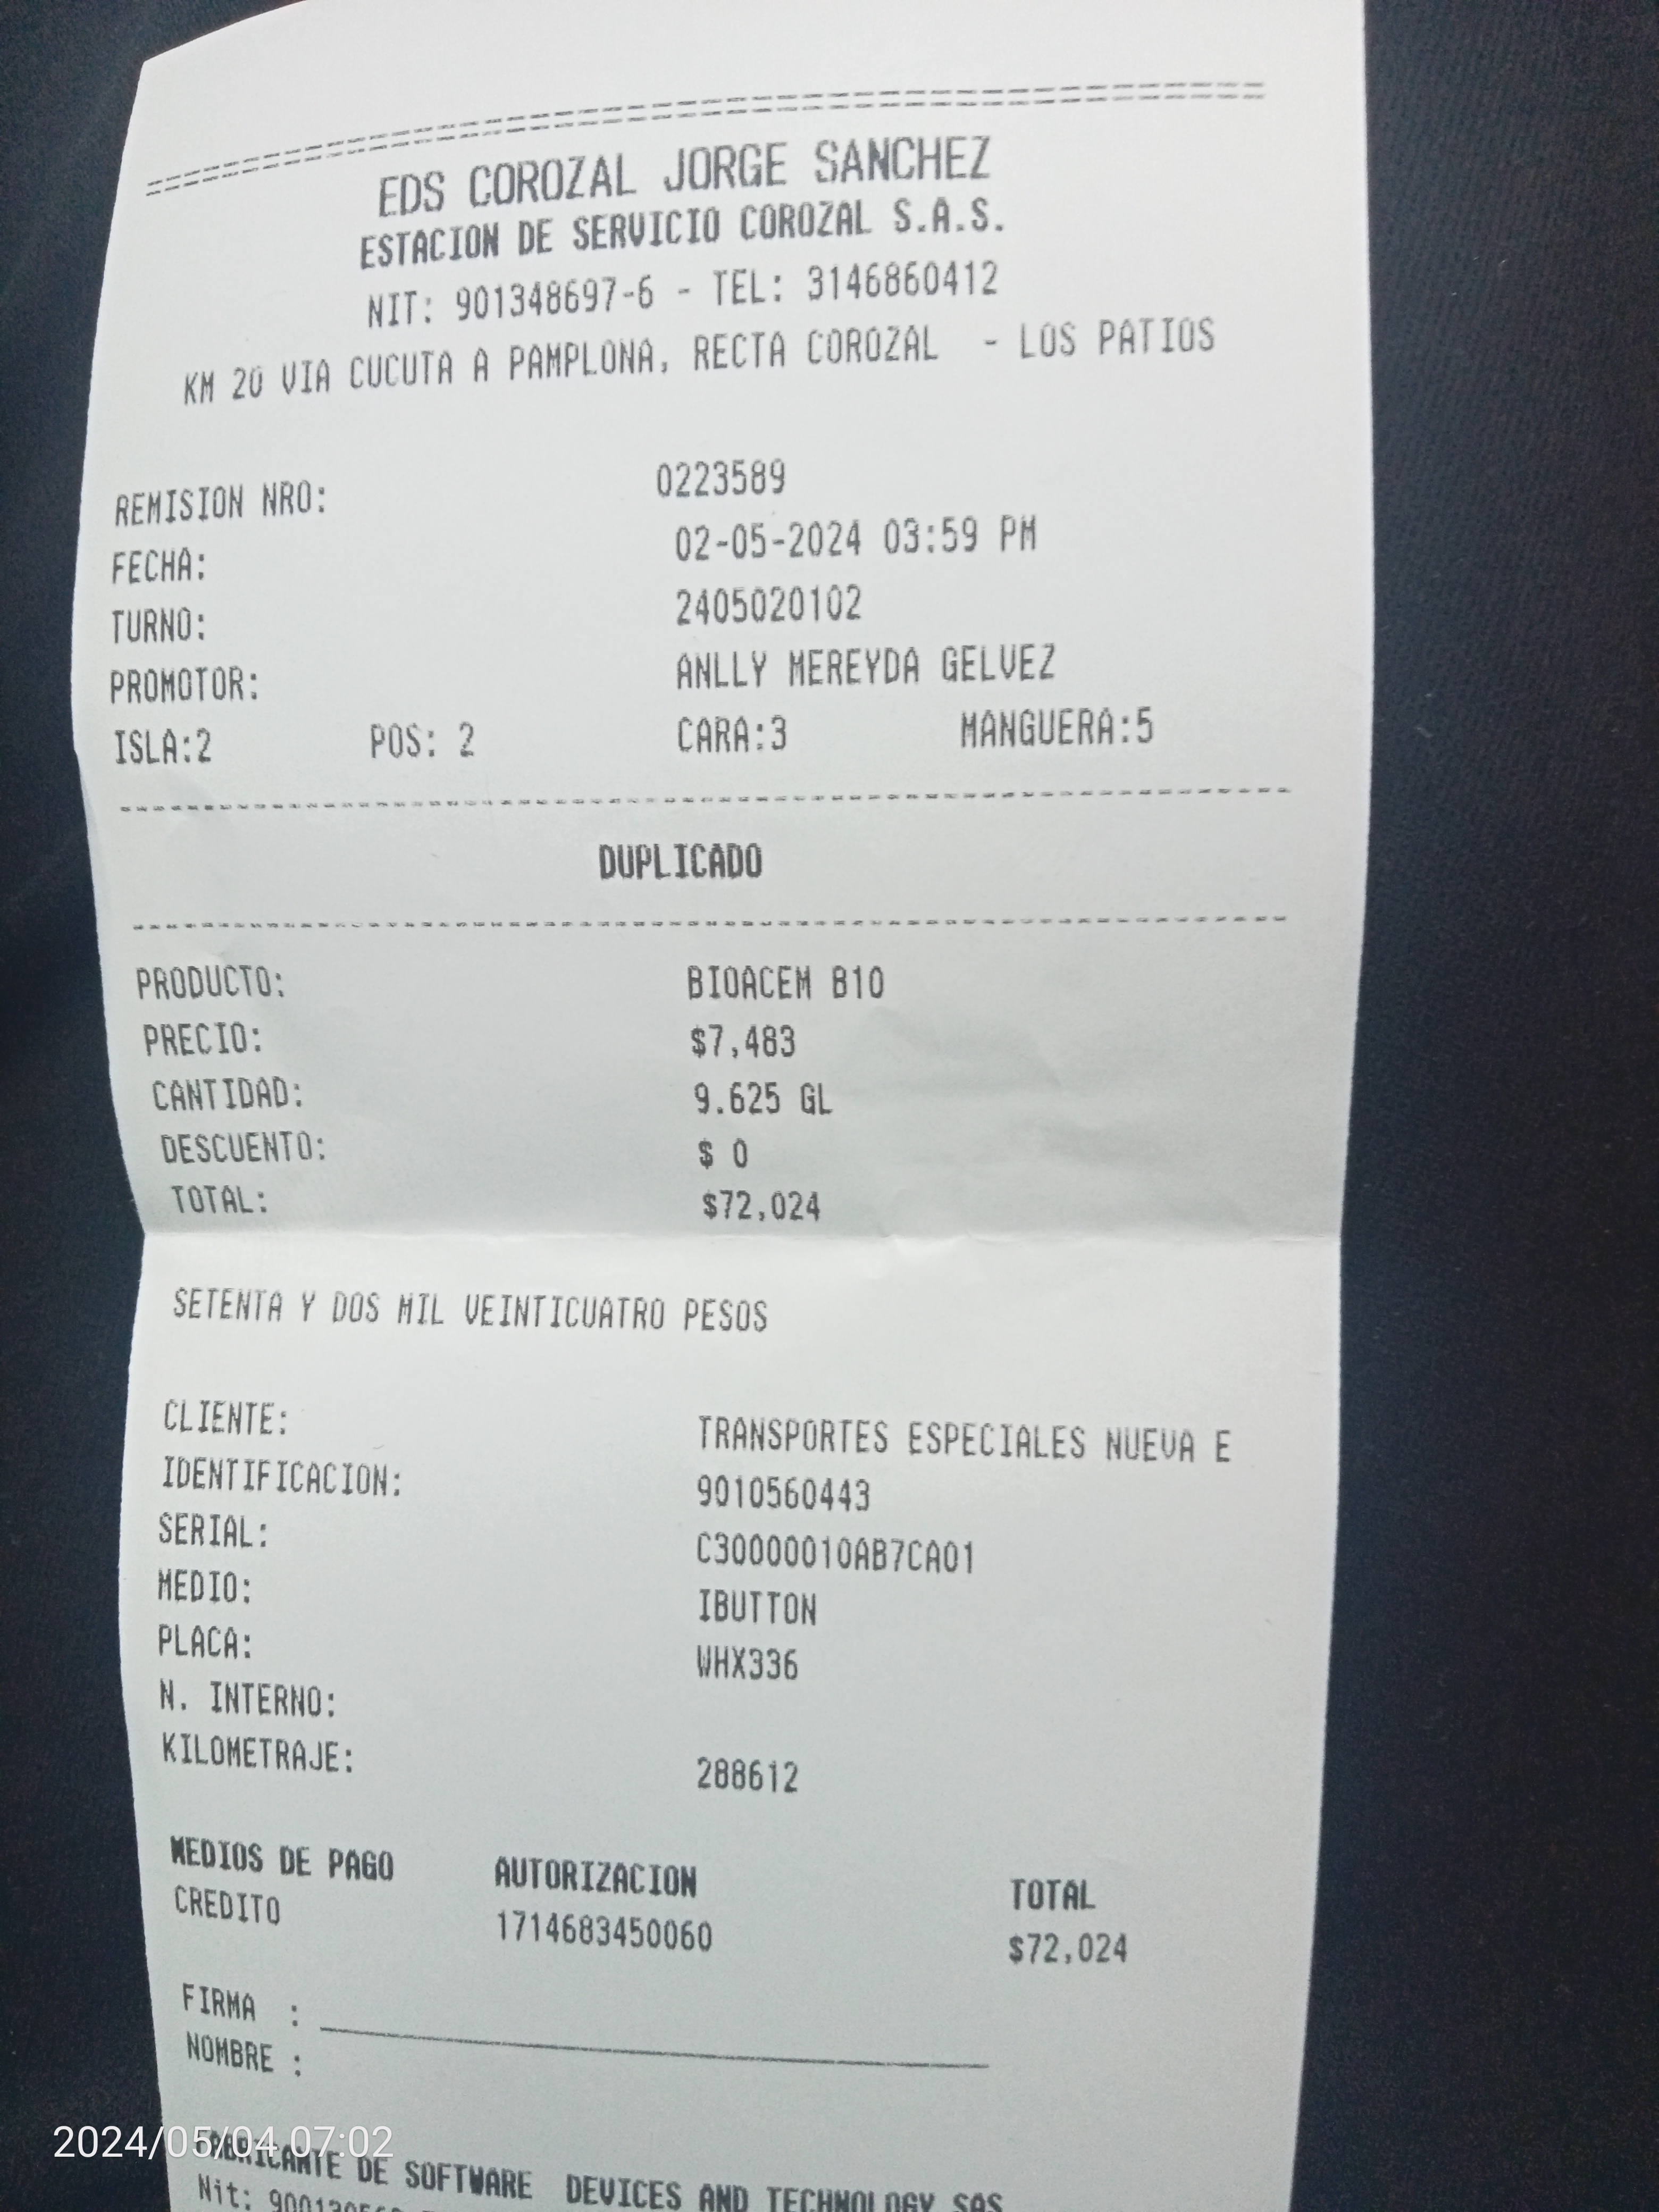 EDS COROZAL JORGE SANCHEZ
ESTACION DE SERVICIO COROZAL S.A.S.
NIT: 901348697-6 - TEL: 3146860412
KM 20 VIA CUCUTA A PAMPLONA, RECTA COROZAL - LOS PATIOS
REMISION NRO: 0223589
FECHA: 02-05-2024 03:59 PM
TURNO: 2405020102
PROMOTOR: ANLLY MEREYDA GELVEZ
ISLA:2 POS: 2 CARA:3 MANGUERA:5
DUPLICADO
PRODUCTO: BIOACEM B10
PRECIO: $7,483
CANTIDAD: 9.625 GL
DESCUENTO: $ 0
TOTAL: $72,024
SETENTA Y DOS MIL VEINTICUATRO PESOS
CLIENTE: TRANSPORTES ESPECIALES NUEVA E
IDENTIFICACION: 9010560443
SERIAL: C30000010AB7CA01
MEDIO: IBUTTON
PLACA: WHX336
N. INTERNO:
KILOMETRAJE: 288612
MEDIOS DE PAGO AUTORIZACION TOTAL
CREDITO 1714683450060 $72,024
FIRMA :
NOMBRE :
2024/05/04 07:02
FABRICANTE DE SOFTWARE DEVICES AND TECHNOLOGY SAS
Nit: